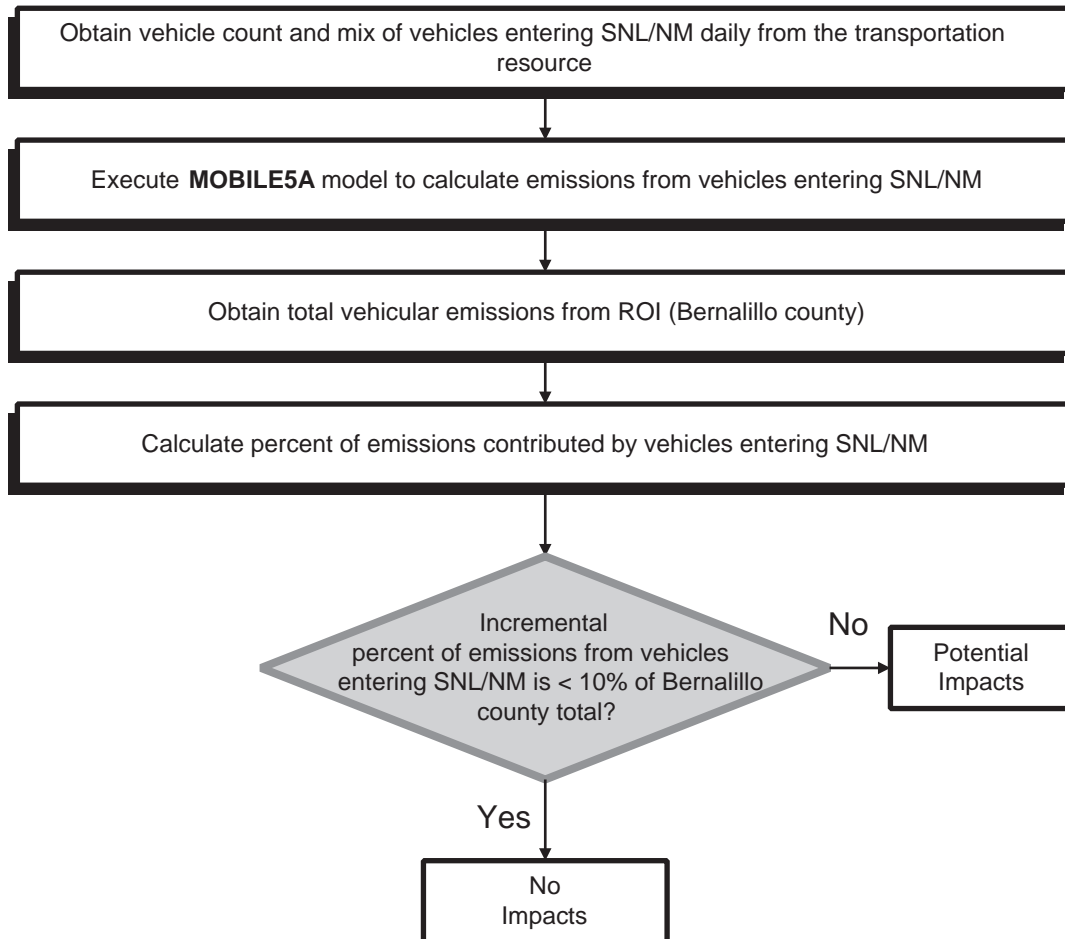 Obtain vehicle count and mix of vehicles entering SNL/NM daily from the transportation
resource
Execute MOBILE5A model to calculate emissions from vehicles entering SNL/NM
Obtain total vehicular emissions from ROI (Bernalillo county)
Calculate percent of emissions contributed by vehicles entering SNL/NM
Incremental
percent of emissions from vehicles
entering SNL/NM is < 10% of Bernalillo
county total?
No
Potential
Impacts
Yes
No
Impacts